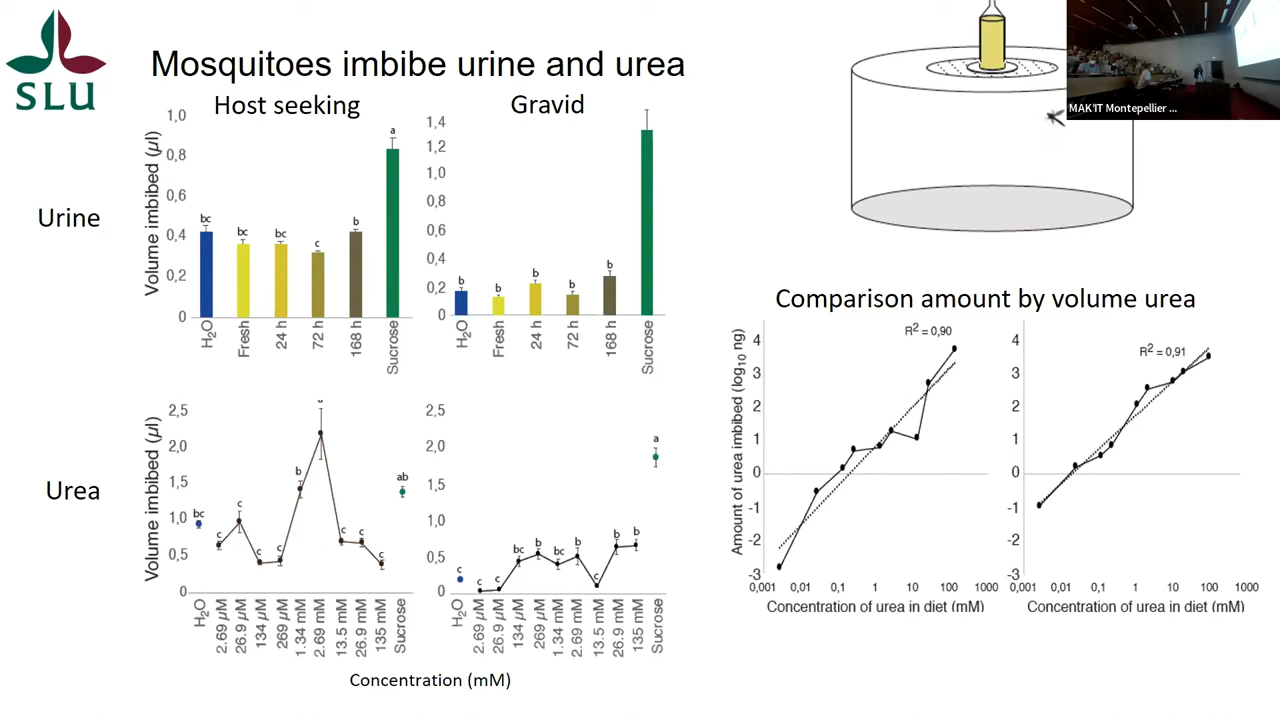 SLU
Mosquitoes imbibe urine and urea
Host seeking
Gravid
MAK'IT Montepellier ...
Urine
Volume imbibed (µl)
1,0
0,8
0,6
0,4
0,2
0
bc
bc
bc
c
b
a
H2O
Fresh
24 h
72 h
168 h
Sucrose
1,4
1,2
1,0
0,8
0,6
0,4
0,2
0
b
b
b
b
b
H2O
Fresh
24 h
72 h
168 h
Sucrose
Urea
Volume imbibed (µl)
2,5
2,0
1,5
1,0
0,5
0
bc
c
c
c
c
b
c
c
c
ab
H2O
2.69 µM
26.9 µM
134 µM
269 µM
1.34 mM
2.69 mM
13.5 mM
26.9 mM
135 mM
Sucrose
2,5
2,0
1,5
1,0
0,5
0
c
c
c
bc
b
bc
b
c
b
b
a
H2O
2.69 µM
26.9 µM
134 µM
269 µM
1.34 mM
2.69 mM
13.5 mM
26.9 mM
135 mM
Sucrose
Concentration (mM)
Comparison amount by volume urea
Amount of urea imbibed (log10 ng)
R2 = 0,90
4
3
2
1
0
-1
-2
-3
0,001
0,01
0,1
1
10
100
1000
Concentration of urea in diet (mM)
R2 = 0,91
4
3
2
1
0
-1
-2
-3
0,001
0,01
0,1
1
10
100
1000
Concentration of urea in diet (mM)